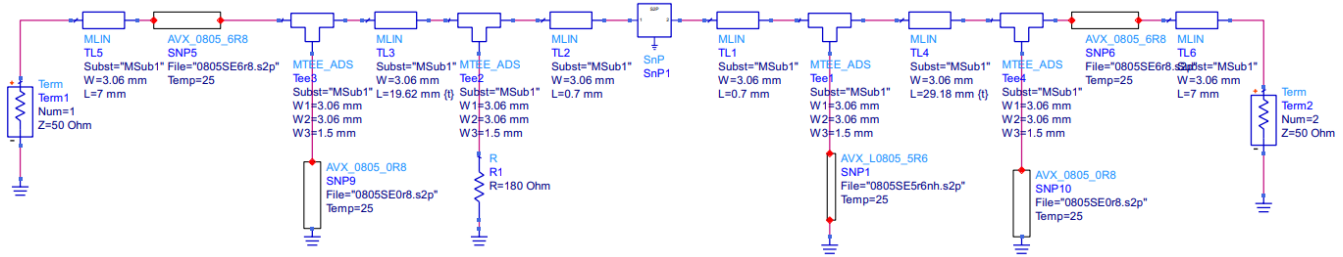 Term
Term1
Num=1
Z=50 Ohm
MLIN
TL5
Subst="MSub1"
W=3.06 mm
L=7 mm
AVX_0805_6R8
SNP5
File="0805SE6r8.s2p"
Temp=25
MTEE_ADS
Tee3
Subst="MSub1"
W1=3.06 mm
W2=3.06 mm
W3=1.5 mm
AVX_0805_0R8
SNP9
File="0805SE0r8.s2p"
Temp=25
MLIN
TL3
Subst="MSub1"
W=3.06 mm
L=19.62 mm {t}
MTEE_ADS
Tee2
Subst="MSub1"
W1=3.06 mm
W2=3.06 mm
W3=1.5 mm
R
R1
R=180 Ohm
MLIN
TL2
Subst="MSub1"
W=3.06 mm
L=0.7 mm
SNP
1
2
SnP
SnP1
MLIN
TL1
Subst="MSub1"
W=3.06 mm
L=0.7 mm
MTEE_ADS
Tee1
Subst="MSub1"
W1=3.06 mm
W2=3.06 mm
W3=1.5 mm
AVX_L0805_5R6
SNP1
File="0805SE5r6nh.s2p"
Temp=25
MLIN
TL4
Subst="MSub1"
W=3.06 mm
L=29.18 mm {t}
MTEE_ADS
Tee4
Subst="MSub1"
W1=3.06 mm
W2=3.06 mm
W3=1.5 mm
AVX_0805_0R8
SNP10
File="0805SE0r8.s2p"
Temp=25
AVX_0805_6R8
SNP6
File="0805SE6r8.s2p"
Temp=25
MLIN
TL6
Subst="MSub1"
W=3.06 mm
L=7 mm
Term
Term2
Num=2
Z=50 Ohm